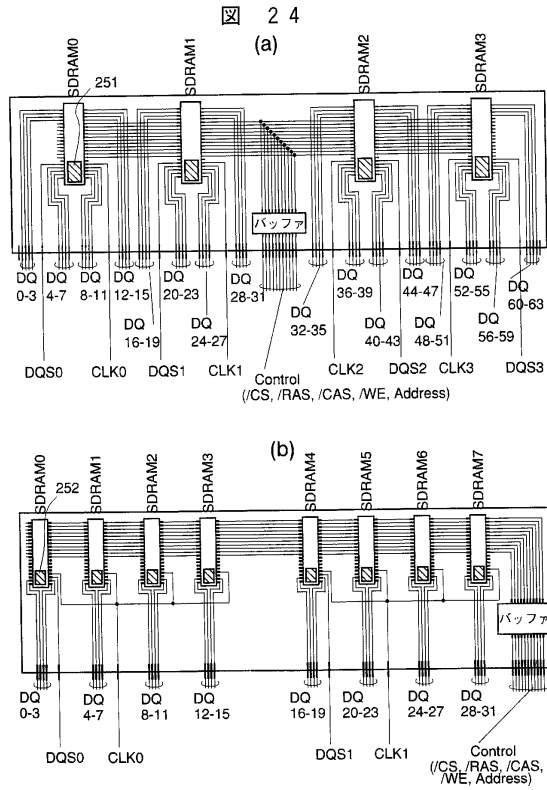 図 24
(a)
SDRAM0
SDRAM1
SDRAM2
SDRAM3
251
バッファ
DQ
0-3
DQ
4-7
DQ
8-11
DQ
12-15
DQ
16-19
DQ
20-23
DQ
24-27
DQ
28-31
DQ
32-35
DQ
36-39
DQ
40-43
DQ
44-47
DQ
48-51
DQ
52-55
DQ
56-59
DQ
60-63
DQS0
CLK0
DQS1
CLK1
CLK2
DQS2
CLK3
DQS3
Control
(/CS, /RAS, /CAS, /WE, Address)
(b)
SDRAM0
SDRAM1
SDRAM2
SDRAM3
SDRAM4
SDRAM5
SDRAM6
SDRAM7
252
バッファ
DQ
0-3
DQ
4-7
DQ
8-11
DQ
12-15
DQ
16-19
DQ
20-23
DQ
24-27
DQ
28-31
DQS0
CLK0
DQS1
CLK1
Control
(/CS, /RAS, /CAS,
/WE, Address)